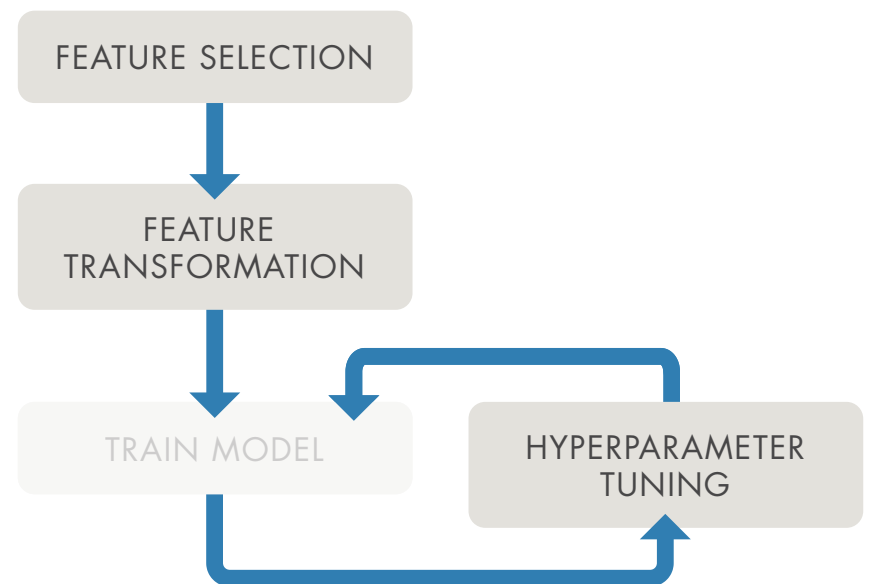 FEATURE SELECTION
FEATURE
TRANSFORMATION
TRAIN MODEL
HYPERPARAMETER
TUNING